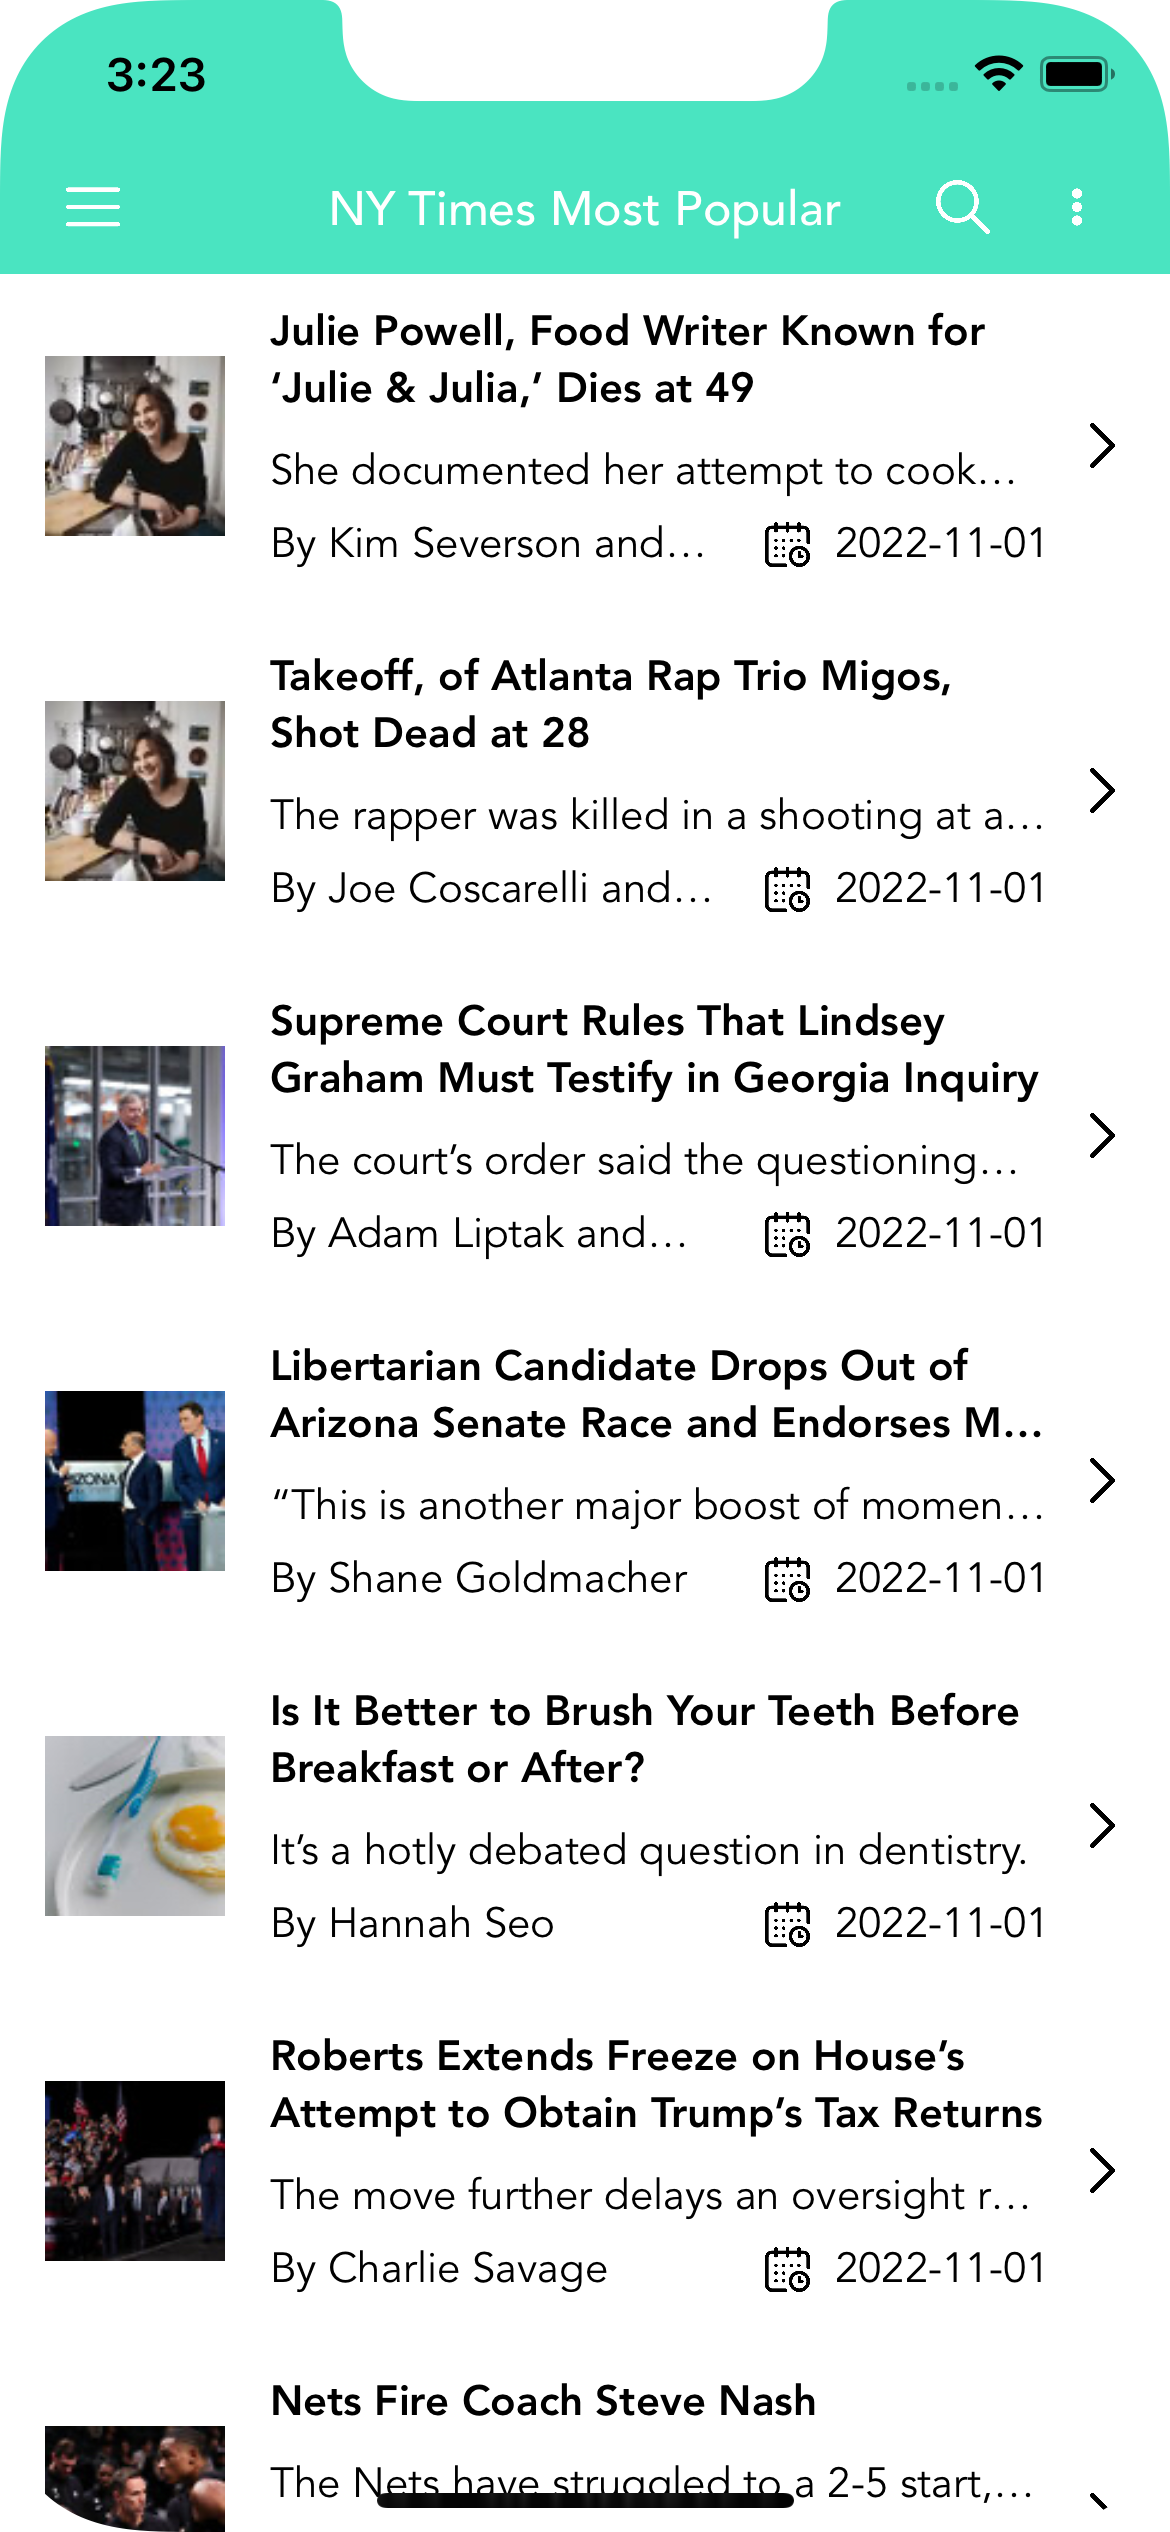 3:23
NY Times Most Popular
Julie Powell, Food Writer Known for
‘Julie & Julia,’ Dies at 49
She documented her attempt to cook…
By Kim Severson and… 2022-11-01
Takeoff, of Atlanta Rap Trio Migos,
Shot Dead at 28
The rapper was killed in a shooting at a…
By Joe Coscarelli and… 2022-11-01
Supreme Court Rules That Lindsey
Graham Must Testify in Georgia Inquiry
The court’s order said the questioning…
By Adam Liptak and… 2022-11-01
Libertarian Candidate Drops Out of
Arizona Senate Race and Endorses M…
“This is another major boost of momen…
By Shane Goldmacher 2022-11-01
Is It Better to Brush Your Teeth Before
Breakfast or After?
It’s a hotly debated question in dentistry.
By Hannah Seo 2022-11-01
Roberts Extends Freeze on House’s
Attempt to Obtain Trump’s Tax Returns
The move further delays an oversight r…
By Charlie Savage 2022-11-01
Nets Fire Coach Steve Nash
The Nets have struggled to a 2-5 start,…